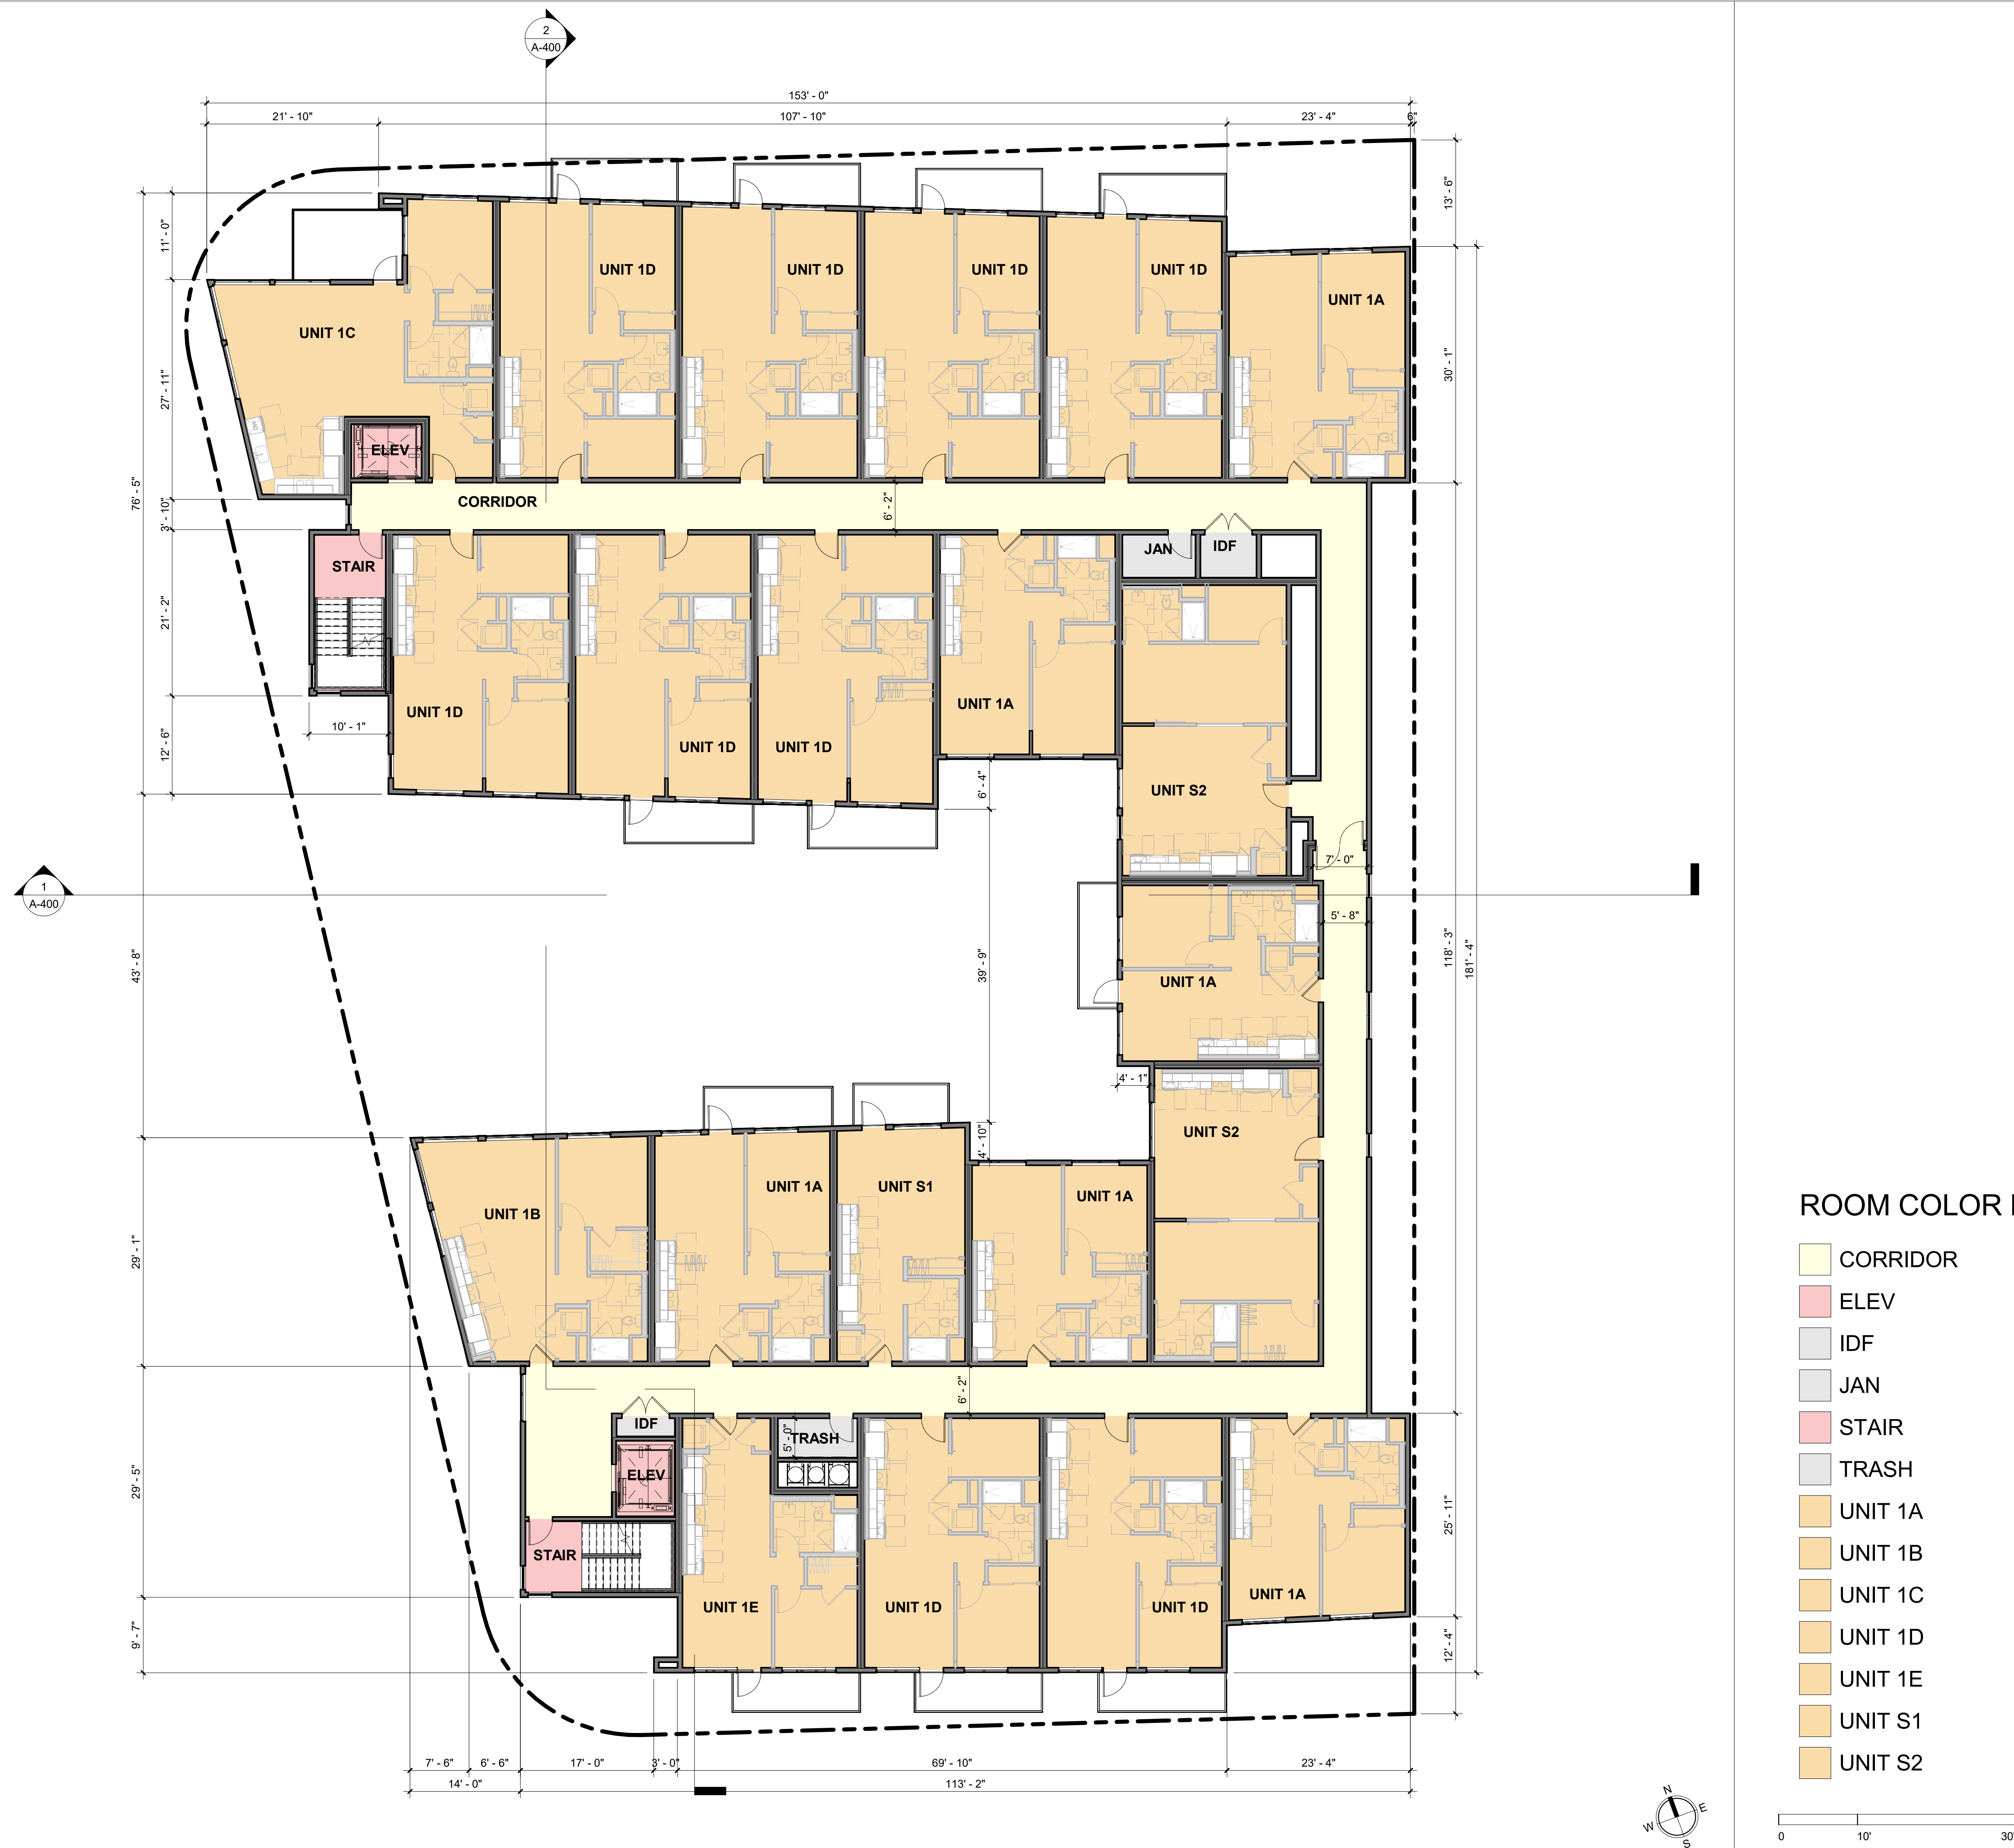 2
A-400
153' - 0"
21' - 10"
107' - 10"
23' - 4"
6"
13' - 6"
11' - 0"
UNIT 1D
UNIT 1D
UNIT 1D
UNIT 1D
UNIT 1A
UNIT 1C
30' - 1"
27' - 11"
ELEV
76' - 5"
CORRIDOR
6' - 2"
3' - 10"
STAIR
JAN
IDF
21' - 2"
UNIT 1D
UNIT 1A
10' - 1"
12' - 6"
UNIT 1D
UNIT 1D
6' - 4"
UNIT S2
7' - 0"
1
A-400
5' - 8"
43' - 8"
39' - 9"
118' - 3"
181' - 4"
UNIT 1A
4' - 1"
UNIT S2
4' - 10"
UNIT 1B
UNIT 1A
UNIT S1
UNIT 1A
29' - 1"
6' - 2"
IDF
5' - 0"
TRASH
ELEV
29' - 5"
25' - 11"
STAIR
UNIT 1E
UNIT 1D
UNIT 1D
UNIT 1A
9' - 7"
12' - 4"
7' - 6"
6' - 6"
17' - 0"
3' - 0"
69' - 10"
23' - 4"
14' - 0"
113' - 2"
N
E
W
S
ROOM COLOR
CORRIDOR
ELEV
IDF
JAN
STAIR
TRASH
UNIT 1A
UNIT 1B
UNIT 1C
UNIT 1D
UNIT 1E
UNIT S1
UNIT S2
0
10'
30'